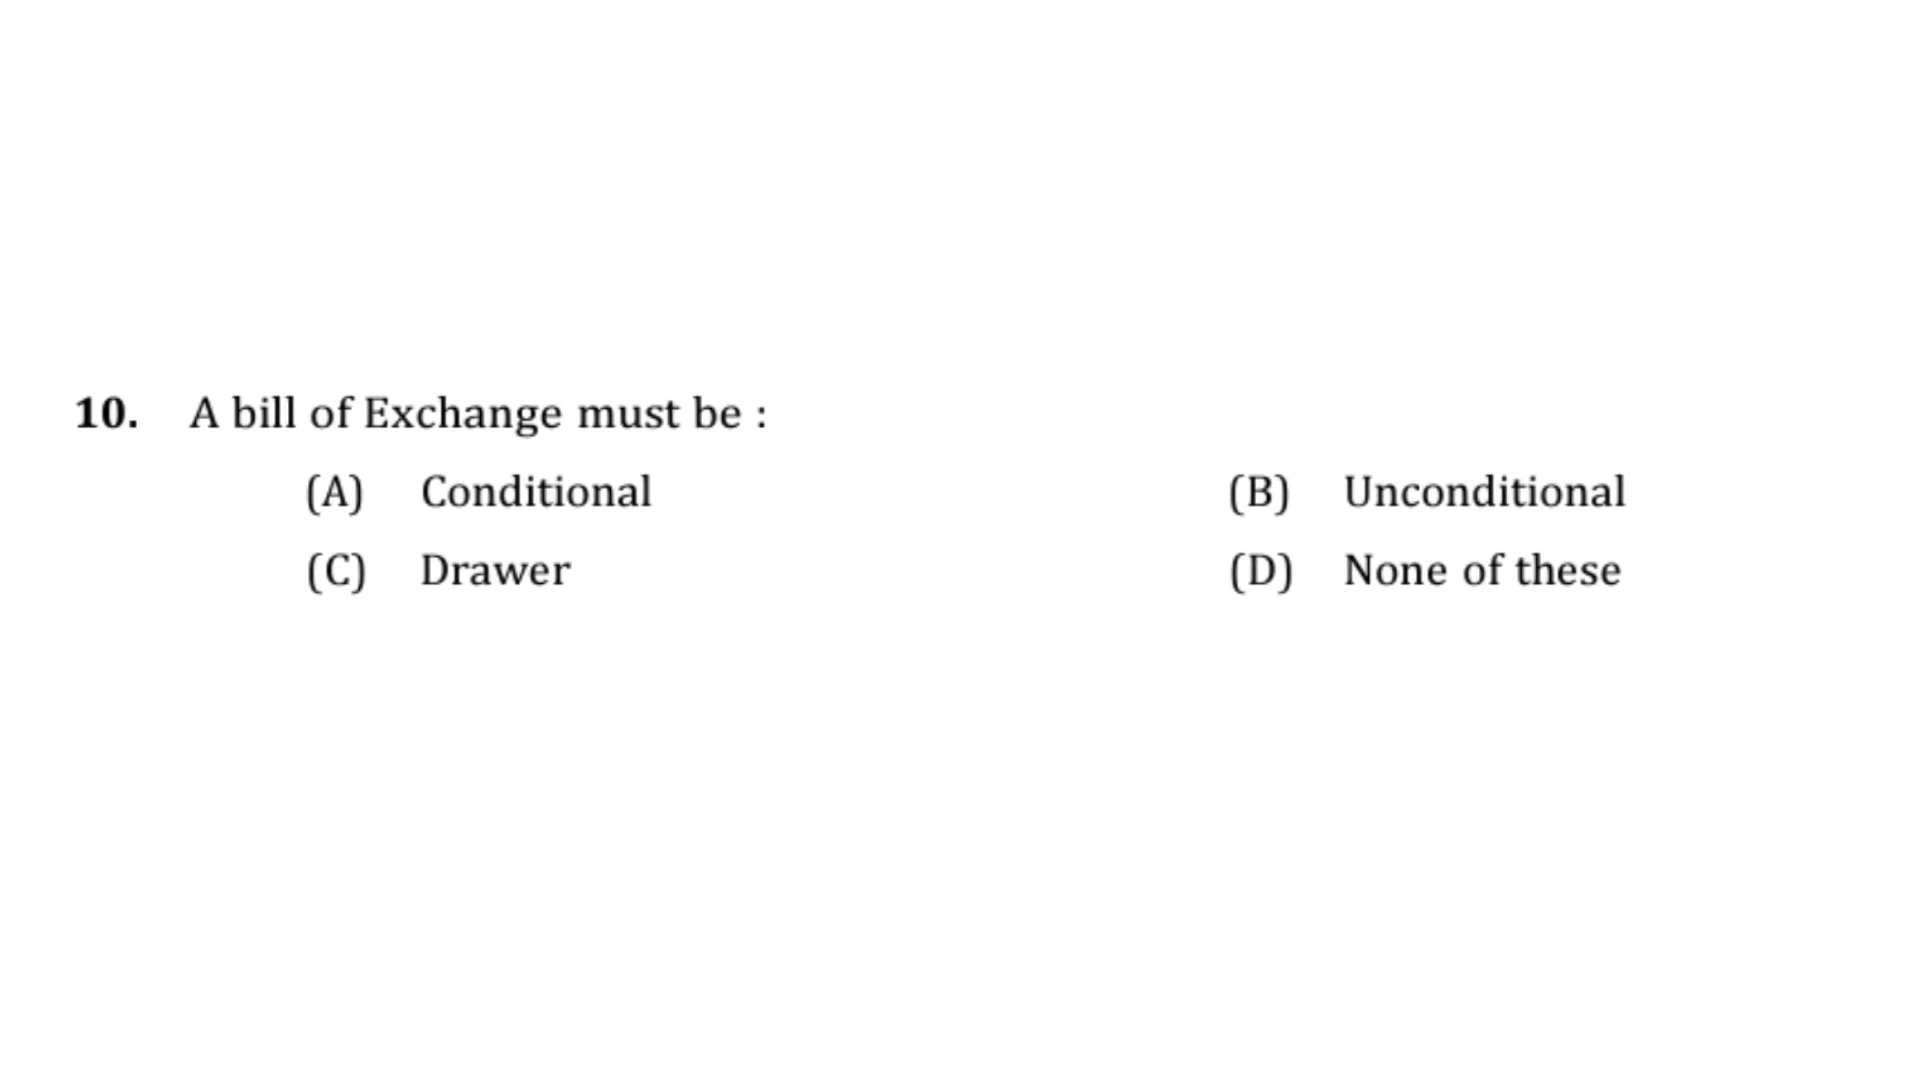 10. A bill of Exchange must be :
(A) Conditional (B) Unconditional
(C) Drawer (D) None of these